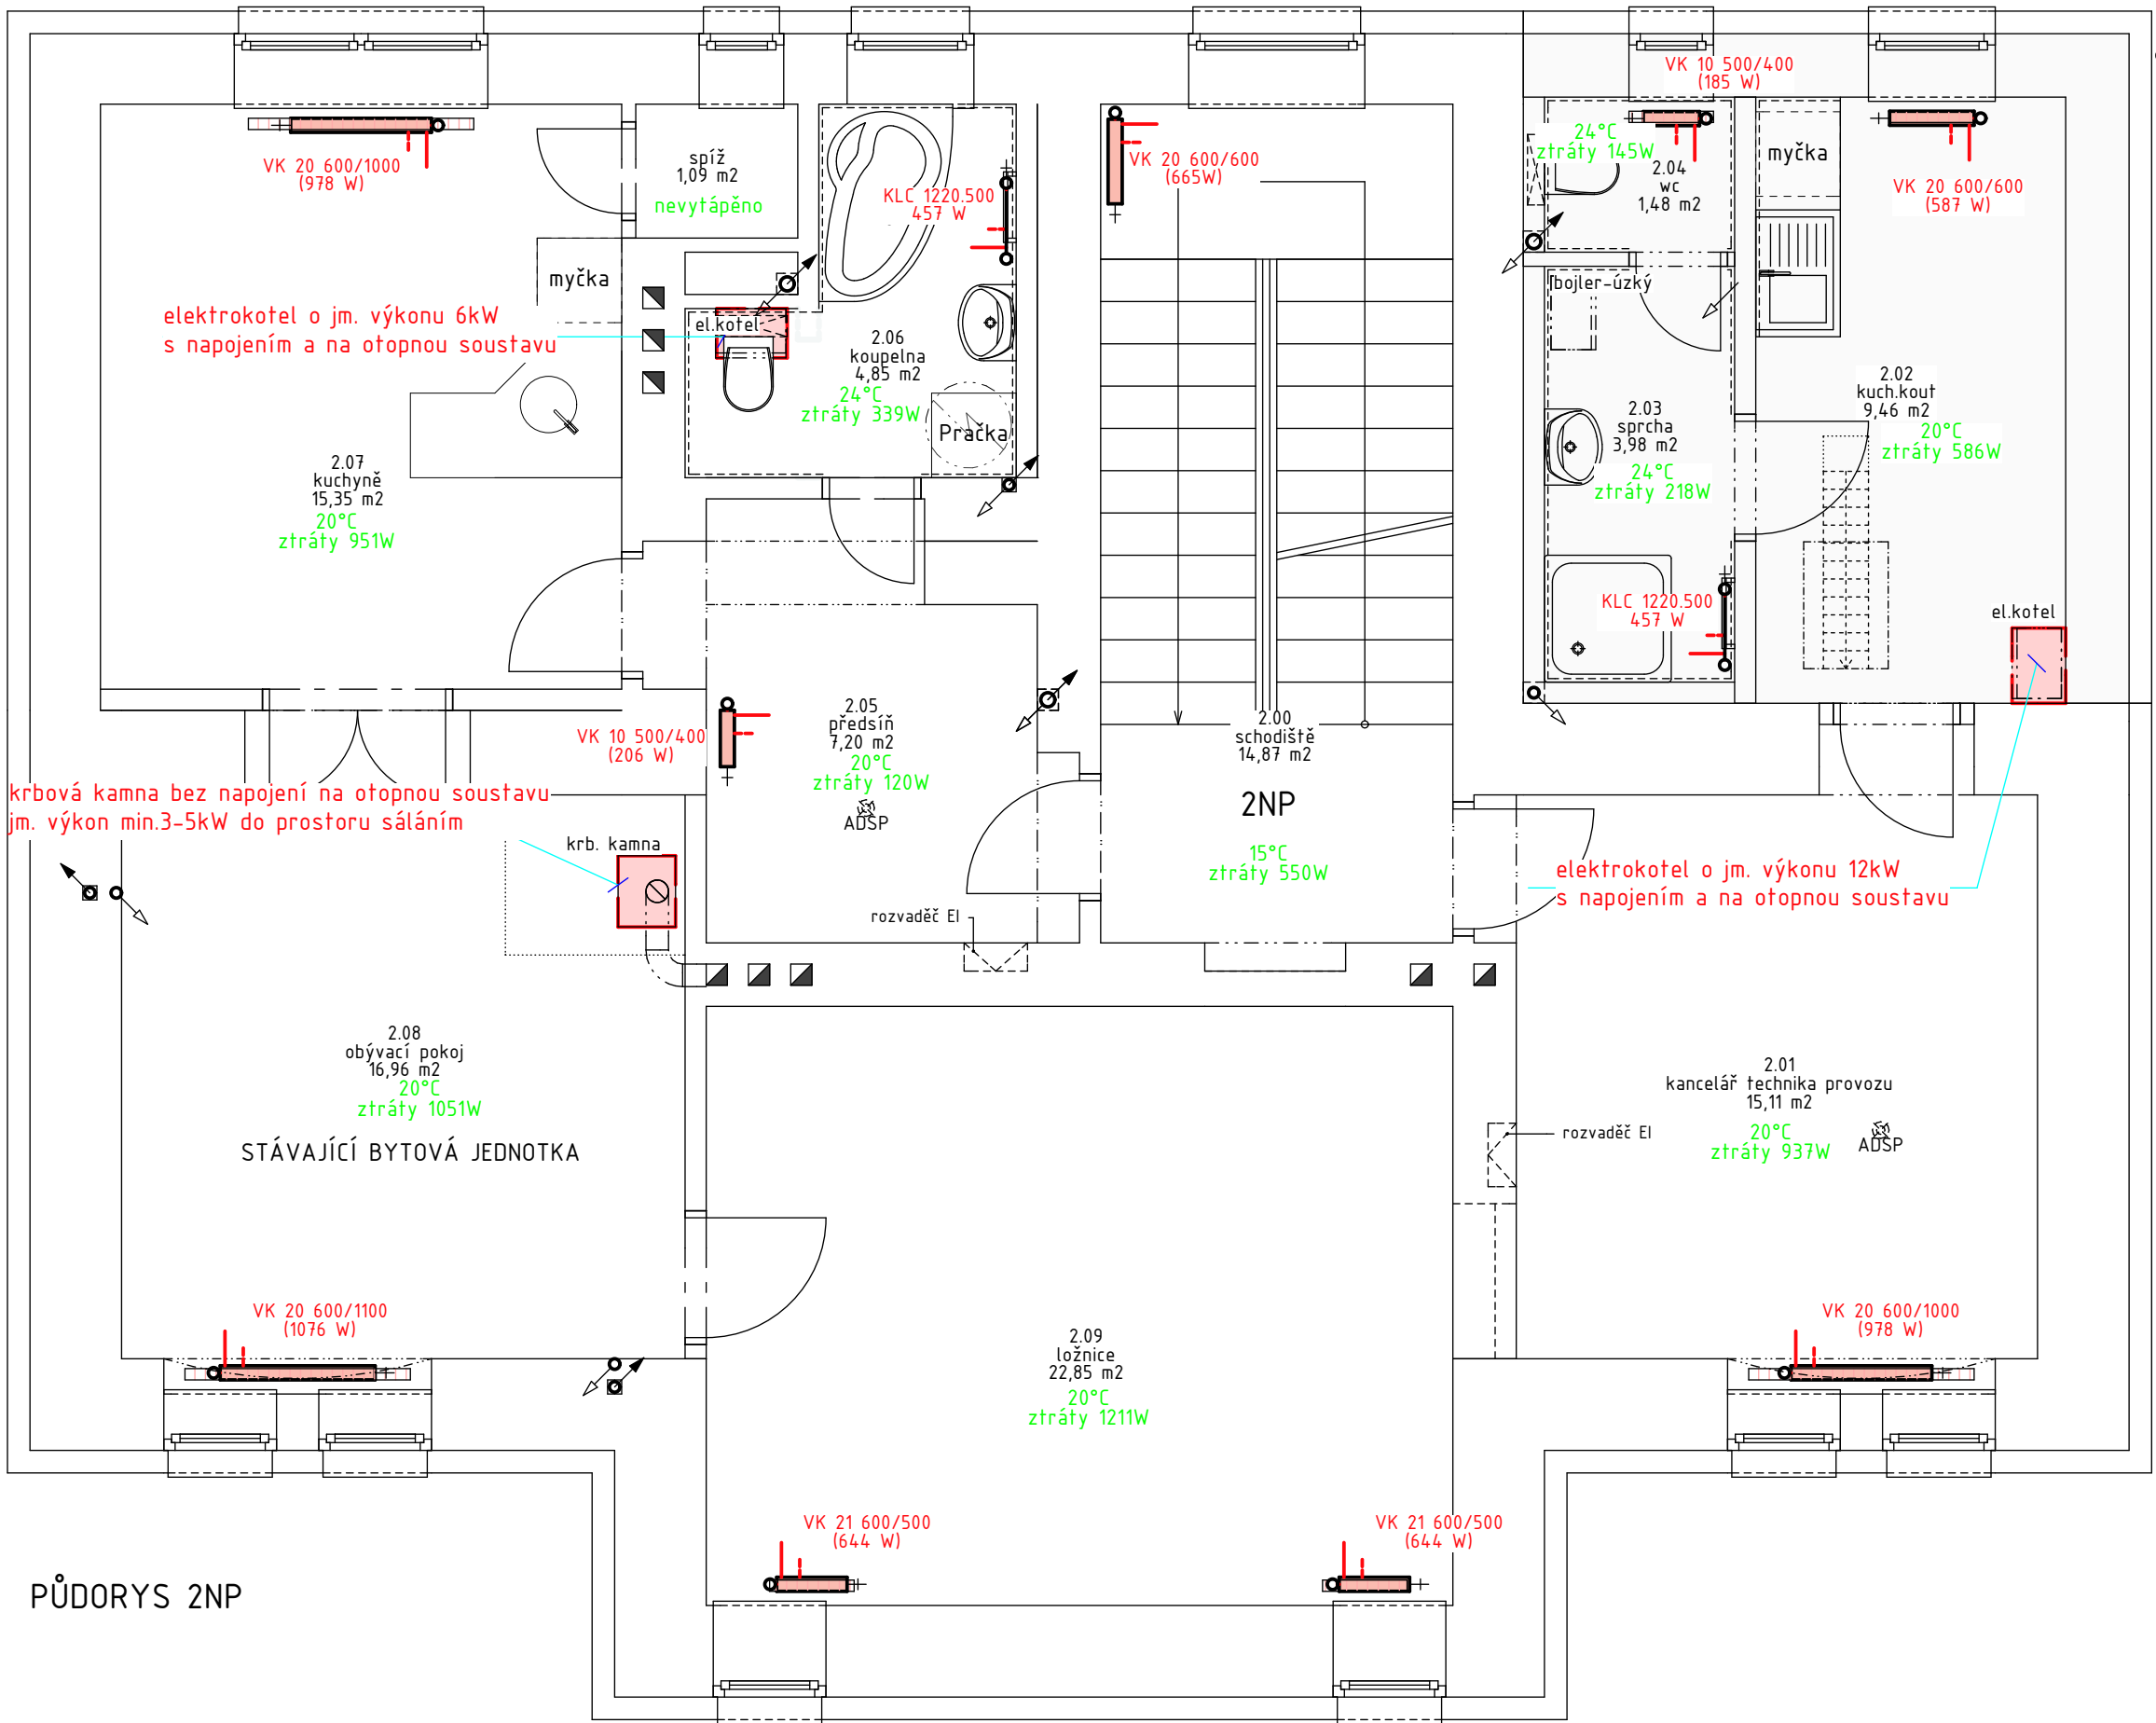 VK 10 500/400
(185 W)
VK 20 600/1000
(978 W)
spíž
1,09 m2
nevytápěno
KLC 1220.500
457 W
VK 20 600/600
(665W)
24°C
ztráty 145W
2.04
wc
1,48 m2
myčka
VK 20 600/600
(587 W)
myčka
bojler-úzký
elektrokotel o jm. výkonu 6kW
s napojením a na otopnou soustavu
el.kotel
2.06
koupelna
4,85 m2
24°C
ztráty 339W
Pračka
2.02
kuch.kout
9,46 m2
20°C
ztráty 586W
2.03
sprcha
3,98 m2
24°C
ztráty 218W
2.07
kuchyně
15,35 m2
20°C
ztráty 951W
KLC 1220.500
457 W
el.kotel
VK 10 500/400
(206 W)
2.05
předsíň
7,20 m2
20°C
ztráty 120W
ADSP
2.00
schodiště
14,87 m2
2NP
15°C
ztráty 550W
krbová kamna bez napojení na otopnou soustavu
jm. výkon min.3-5kW do prostoru sáláním
krb. kamna
elektrokotel o jm. výkonu 12kW
s napojením a na otopnou soustavu
rozvaděč El
2.08
obývací pokoj
16,96 m2
20°C
ztráty 1051W
STÁVAJÍCÍ BYTOVÁ JEDNOTKA
2.01
kancelář technika provozu
15,11 m2
20°C
ztráty 937W
ADSP
rozvaděč El
VK 20 600/1100
(1076 W)
2.09
ložnice
22,85 m2
20°C
ztráty 1211W
VK 20 600/1000
(978 W)
VK 21 600/500
(644 W)
VK 21 600/500
(644 W)
PŮDORYS 2NP